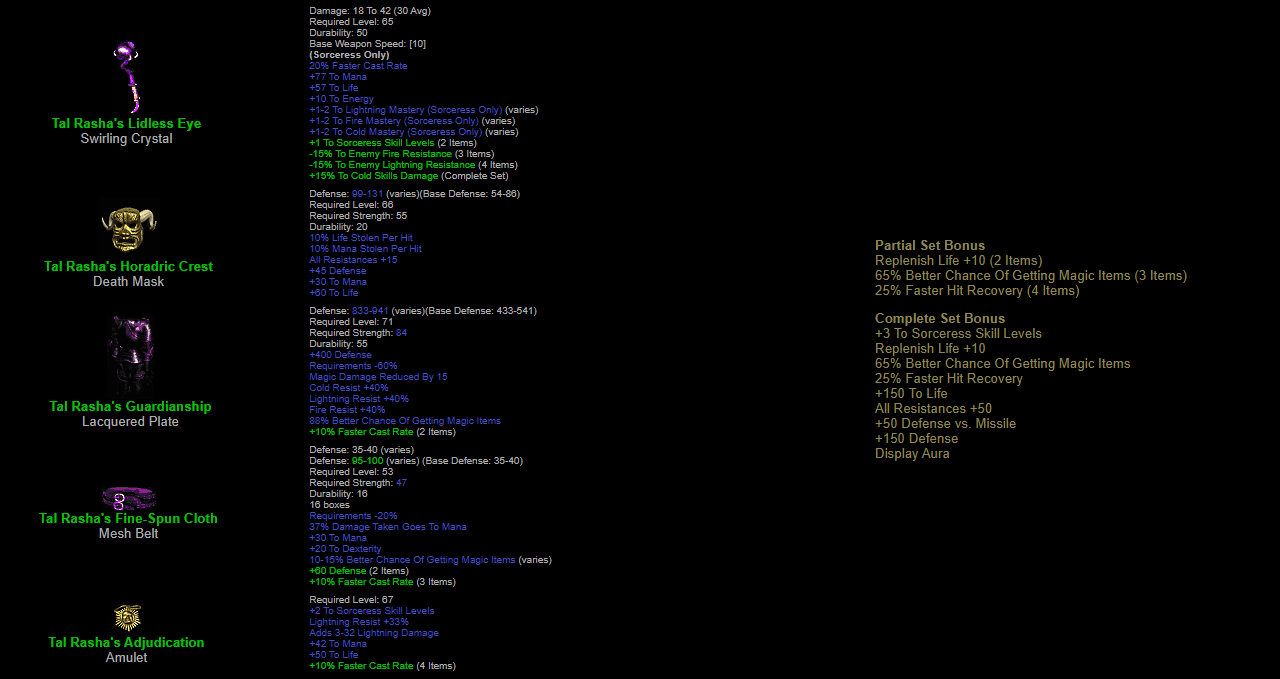 Damage: 18 To 42 (30 Avg)
Required Level: 65
Durability: 50
Base Weapon Speed: [10]
(Sorceress Only)
20% Faster Cast Rate
+77 To Mana
+57 To Life
+10 To Energy
+1-2 To Lightning Mastery (Sorceress Only) (varies)
+1-2 To Fire Mastery (Sorceress Only) (varies)
+1-2 To Cold Mastery (Sorceress Only) (varies)
+1 To Sorceress Skill Levels (2 Items)
-15% To Enemy Fire Resistance (3 Items)
-15% To Enemy Lightning Resistance (4 Items)
+15% To Cold Skills Damage (Complete Set)
Tal Rasha's Lidless Eye
Swirling Crystal
Defense: 99-131 (varies)(Base Defense: 54-86)
Required Level: 66
Required Strength: 55
Durability: 20
10% Life Stolen Per Hit
10% Mana Stolen Per Hit
All Resistances +15
+45 Defense
+30 To Mana
+60 To Life
Tal Rasha's Horadric Crest
Death Mask
Defense: 833-941 (varies)(Base Defense: 433-541)
Required Level: 71
Required Strength: 84
Durability: 55
+400 Defense
Requirements -60%
Magic Damage Reduced By 15
Cold Resist +40%
Lightning Resist +40%
Fire Resist +40%
88% Better Chance Of Getting Magic Items
+10% Faster Cast Rate (2 Items)
Tal Rasha's Guardianship
Lacquered Plate
Defense: 35-40 (varies)
Defense: 95-100 (varies) (Base Defense: 35-40)
Required Level: 53
Required Strength: 47
Durability: 16
16 boxes
Requirements -20%
37% Damage Taken Goes To Mana
+30 To Mana
+20 To Dexterity
10-15% Better Chance Of Getting Magic Items (varies)
+60 Defense (2 Items)
+10% Faster Cast Rate (3 Items)
Tal Rasha's Fine-Spun Cloth
Mesh Belt
Required Level: 67
+2 To Sorceress Skill Levels
Lightning Resist +33%
Adds 3-32 Lightning Damage
+42 To Mana
+50 To Life
+10% Faster Cast Rate (4 Items)
Tal Rasha's Adjudication
Amulet
Partial Set Bonus
Replenish Life +10 (2 Items)
65% Better Chance Of Getting Magic Items (3 Items)
25% Faster Hit Recovery (4 Items)
Complete Set Bonus
+3 To Sorceress Skill Levels
Replenish Life +10
65% Better Chance Of Getting Magic Items
25% Faster Hit Recovery
+150 To Life
All Resistances +50
+50 Defense vs. Missile
+150 Defense
Display Aura